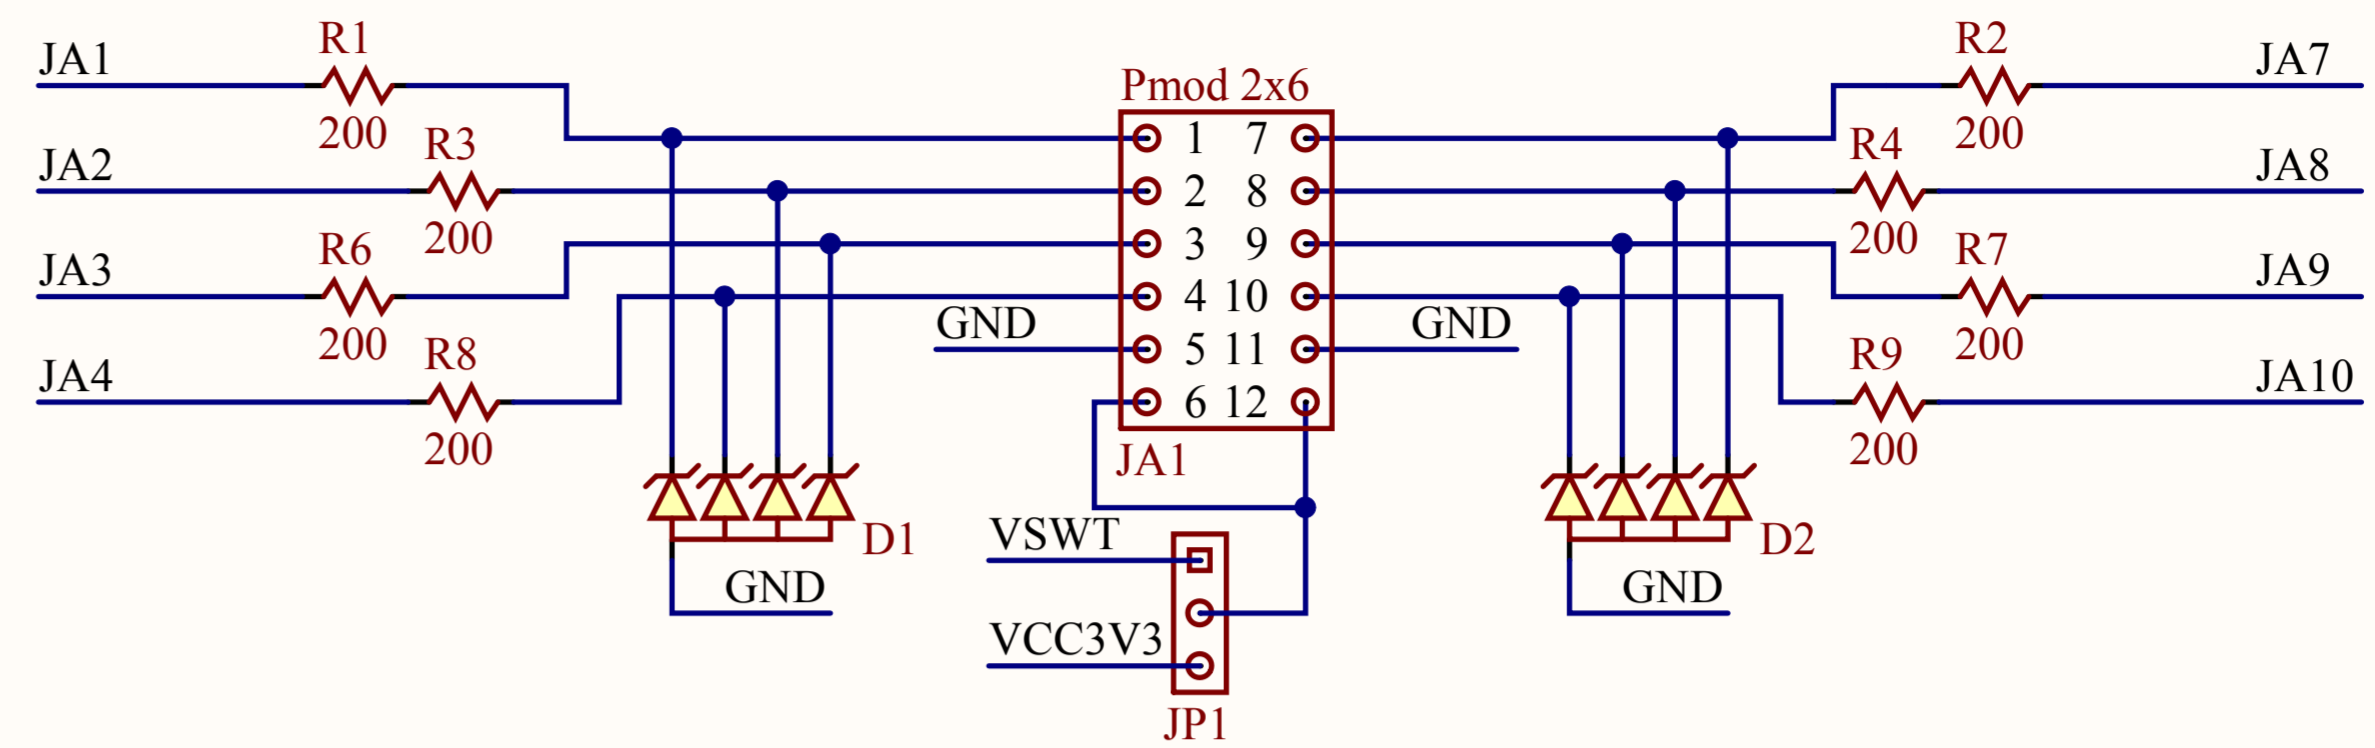 R1
R2
JA1
JA7
Pmod 2x6
200
200
R3
R4
1 7
JA2
JA8
2 8
200
200
R6
R7
3 9
JA3
JA9
4 10
GND
GND
200
200
R8
R9
5 11
JA4
JA10
6 12
200
200
JA1
VSWT
D1
D2
GND
GND
VCC3V3
JP1